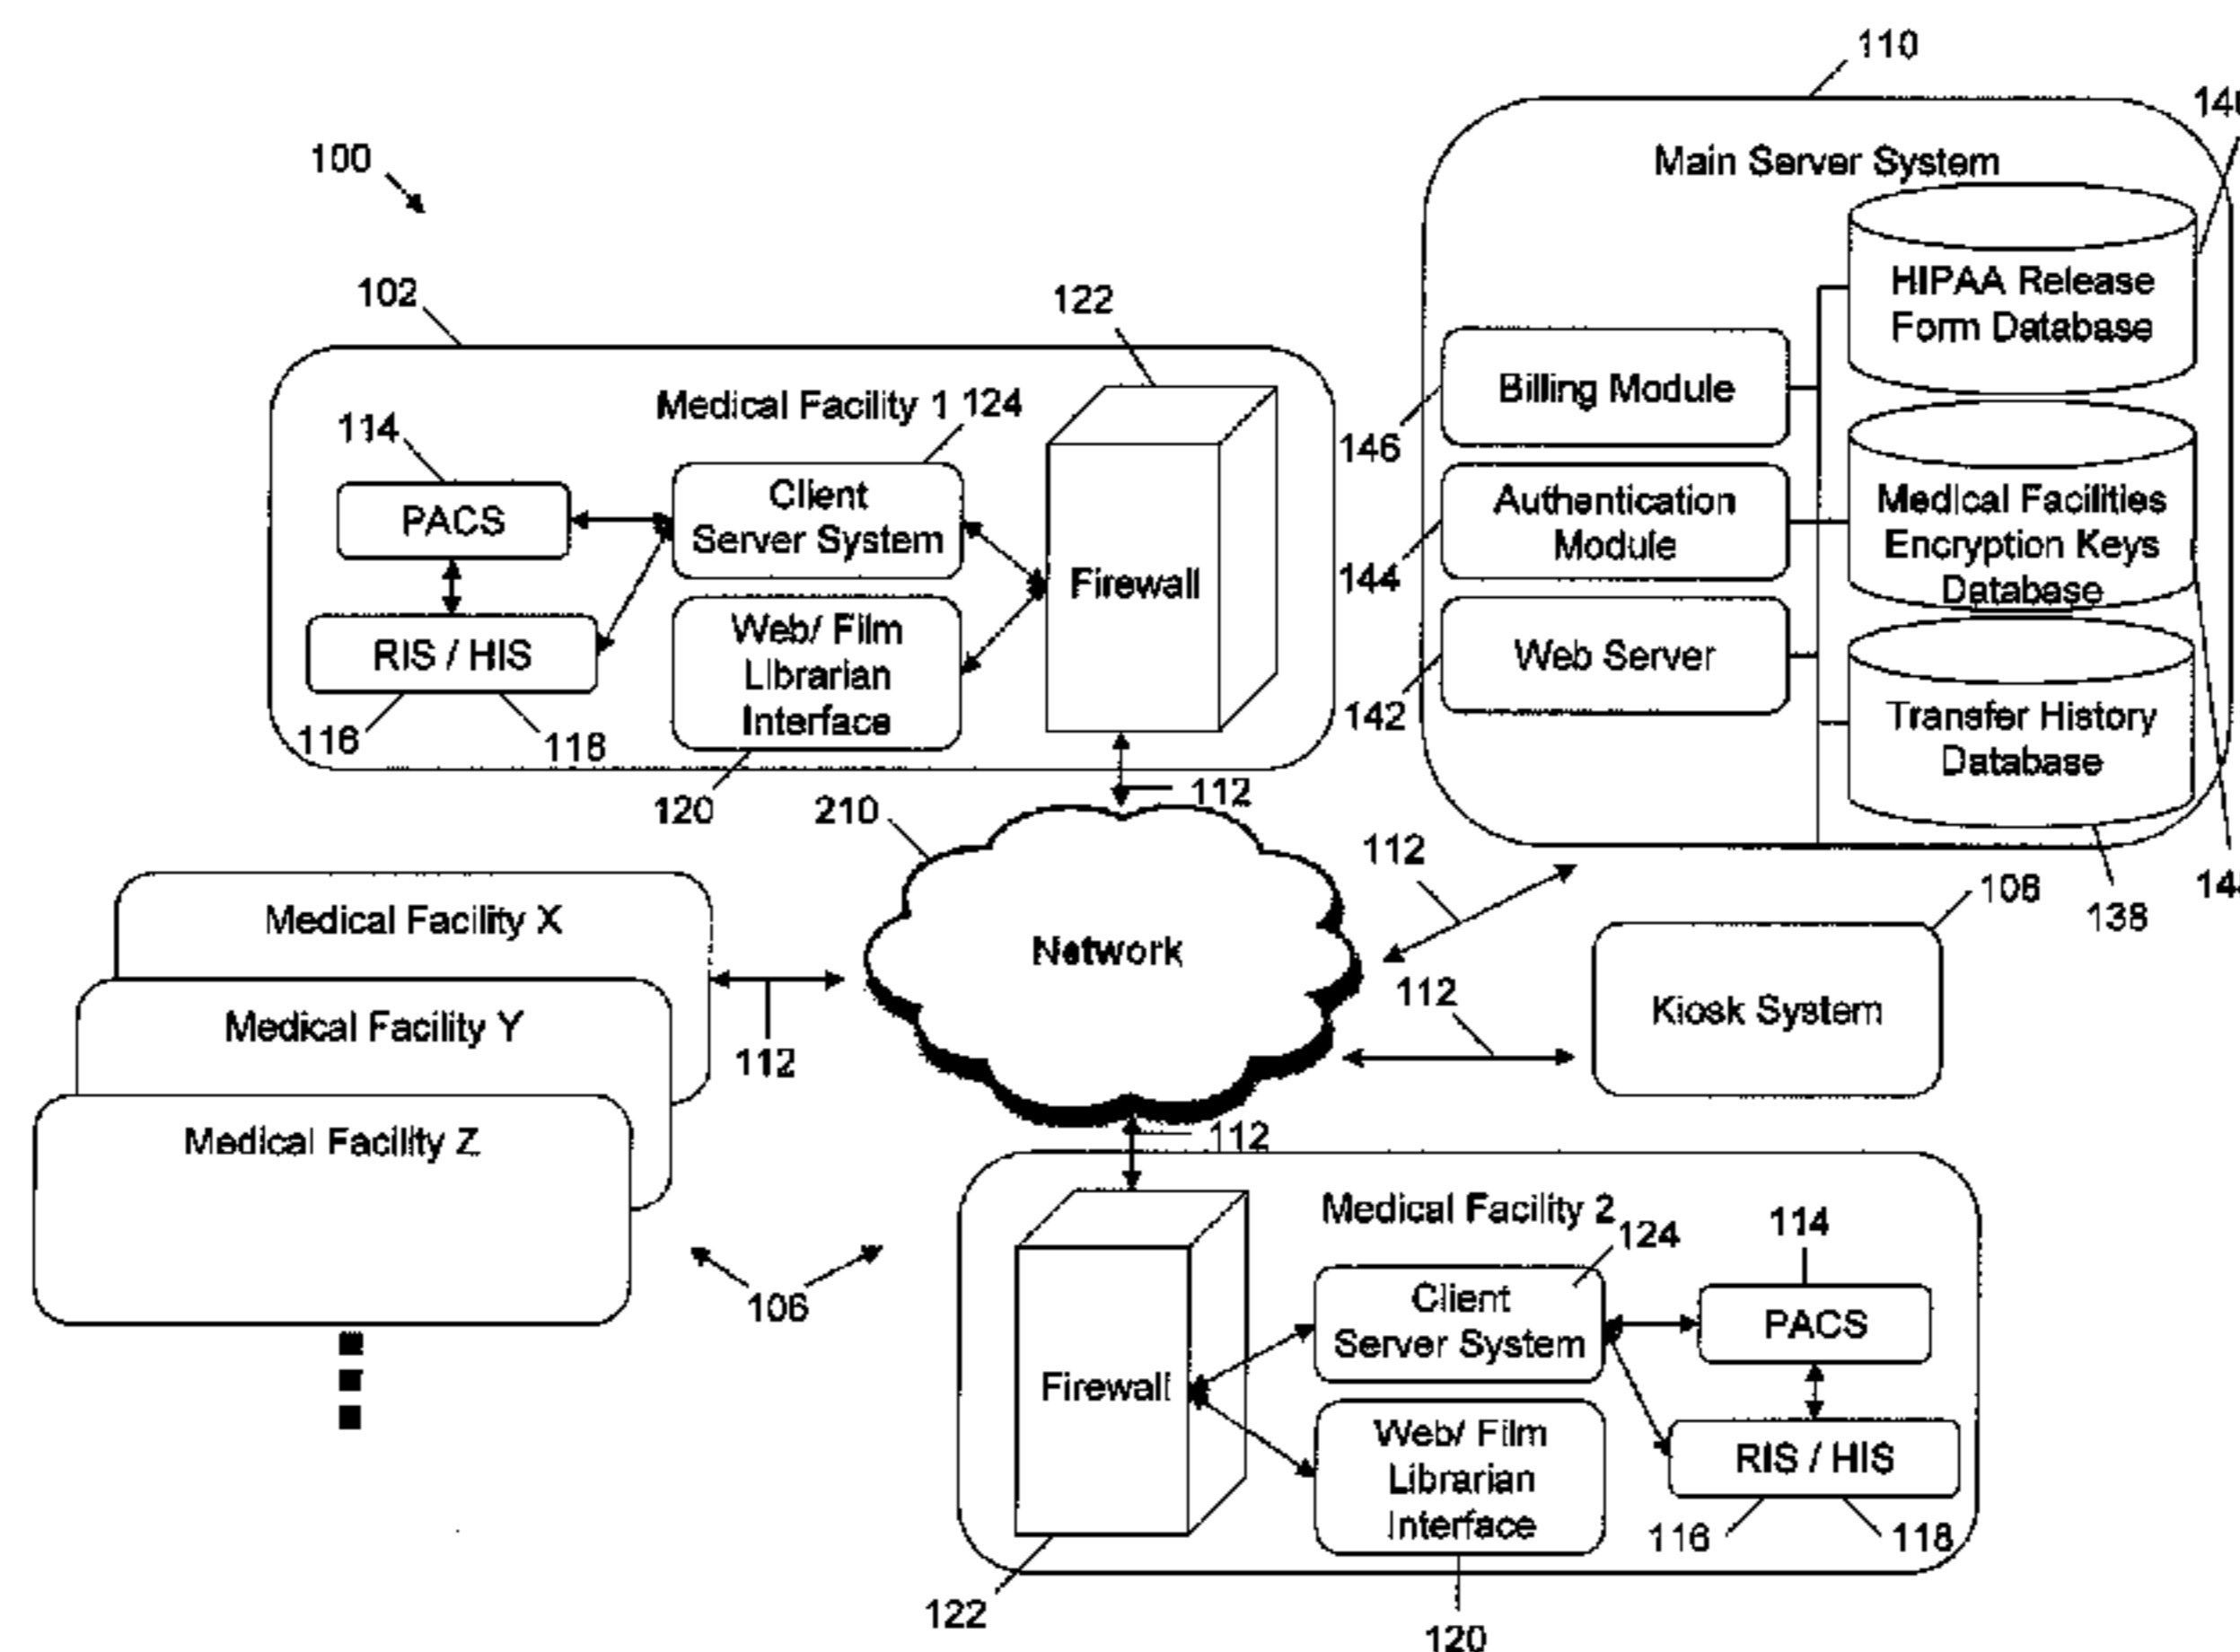 110
140
Main Server System
100
HIPAA Release
Form Database
102
122
Billing Module
Medical Facility 1
124
114
146
Client
Server System
PACS
Authentication
Module
Medical Facilities
Encryption Keys
Database
144
Firewall
Web/ Film
Librarian
Interface
RIS / HIS
Web Server
116
118
142
Transfer History
Database
120
210
112
112
108
138
Medical Facility X
Network
112
Kiosk System
Medical Facility Y
112
Medical Facility Z
112
Medical Facility 2
124
114
106
Client
Server System
PACS
Firewall
Web/ Film
Librarian
Interface
RIS / HIS
116
118
122
120